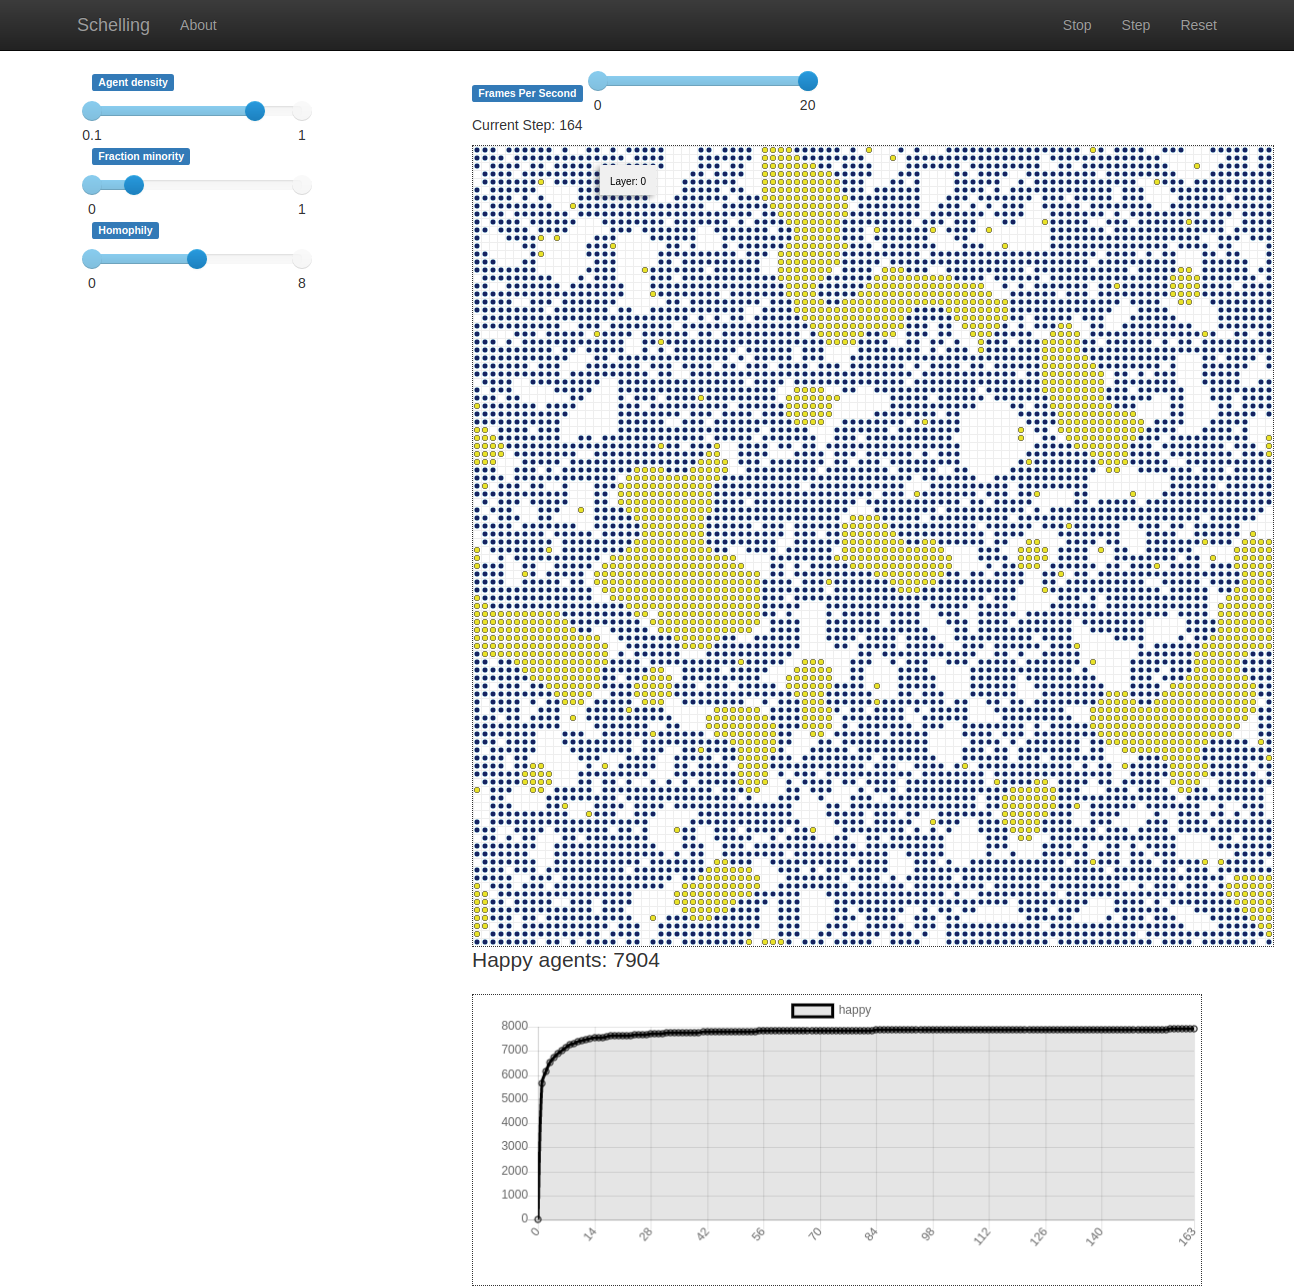 Schelling About Stop Step Reset
Agent density
0.1 1
Fraction minority
0 1
Homophily
0 8
Frames Per Second
0 20
Current Step: 164
Layer: 0
Happy agents: 7904
happy
8000
7000
6000
5000
4000
3000
2000
1000
0
0 14 28 42 56 70 84 98 112 126 140 163